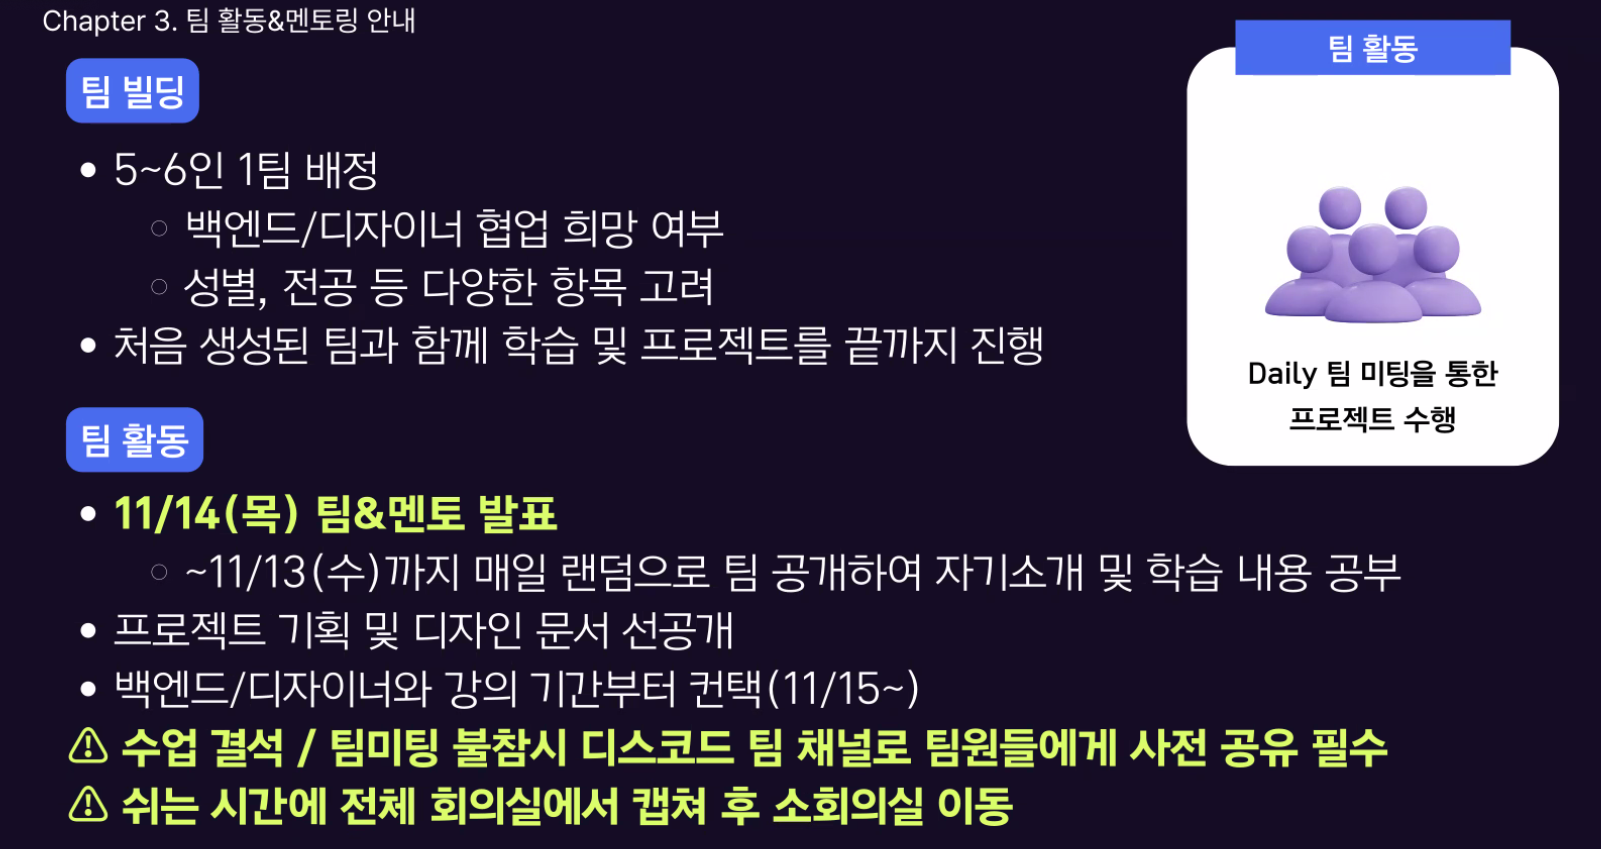 Chapter 3. 팀 활동&멘토링 안내
팀 빌딩
• 5~6인 1팀 배정
○ 백엔드/디자이너 협업 희망 여부
○ 성별, 전공 등 다양한 항목 고려
• 처음 생성된 팀과 함께 학습 및 프로젝트를 끝까지 진행
팀 활동
• 11/14(목) 팀&멘토 발표
○ ~11/13(수)까지 매일 랜덤으로 팀 공개하여 자기소개 및 학습 내용 공부
• 프로젝트 기획 및 디자인 문서 선공개
• 백엔드/디자이너와 강의 기간부터 컨택(11/15~)
⚠ 수업 결석 / 팀미팅 불참시 디스코드 팀 채널로 팀원들에게 사전 공유 필수
⚠ 쉬는 시간에 전체 회의실에서 캡쳐 후 소회의실 이동
팀 활동
Daily 팀 미팅을 통한
프로젝트 수행